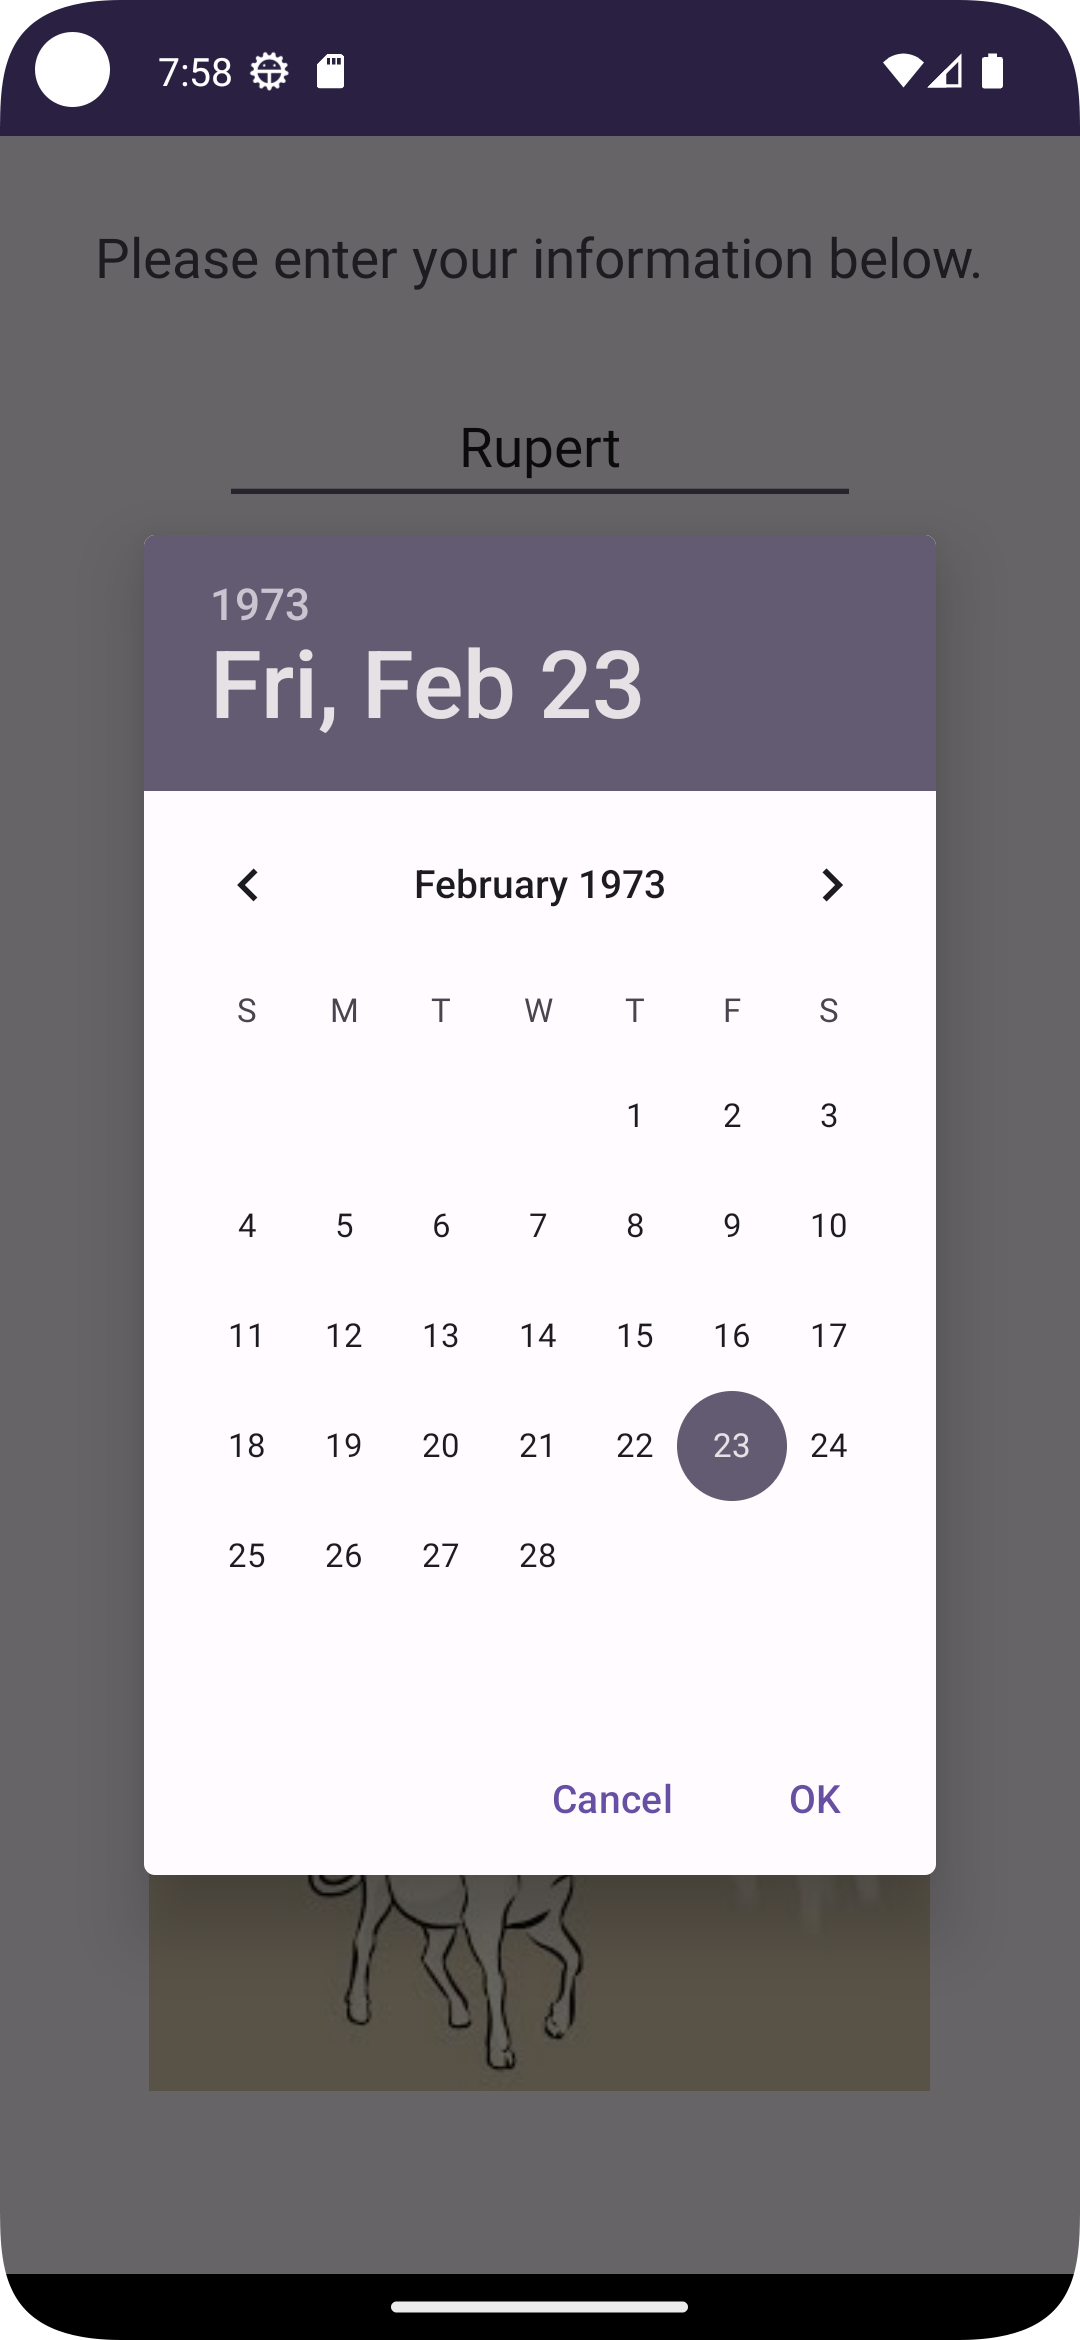 7:58
Please enter your information below.
Rupert
1973
Fri, Feb 23
February 1973
S M T W T F S
1 2 3
4 5 6 7 8 9 10
11 12 13 14 15 16 17
18 19 20 21 22 23 24
25 26 27 28
Cancel OK